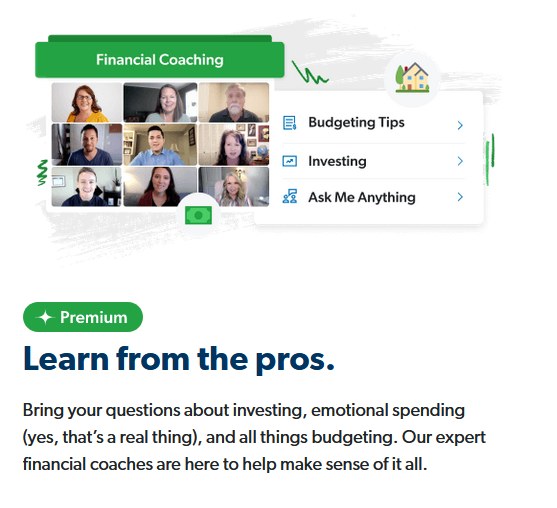 Financial Coaching
Budgeting Tips
Investing
Ask Me Anything
Premium
Learn from the pros.
Bring your questions about investing, emotional spending
(yes, that’s a real thing), and all things budgeting. Our expert
financial coaches are here to help make sense of it all.